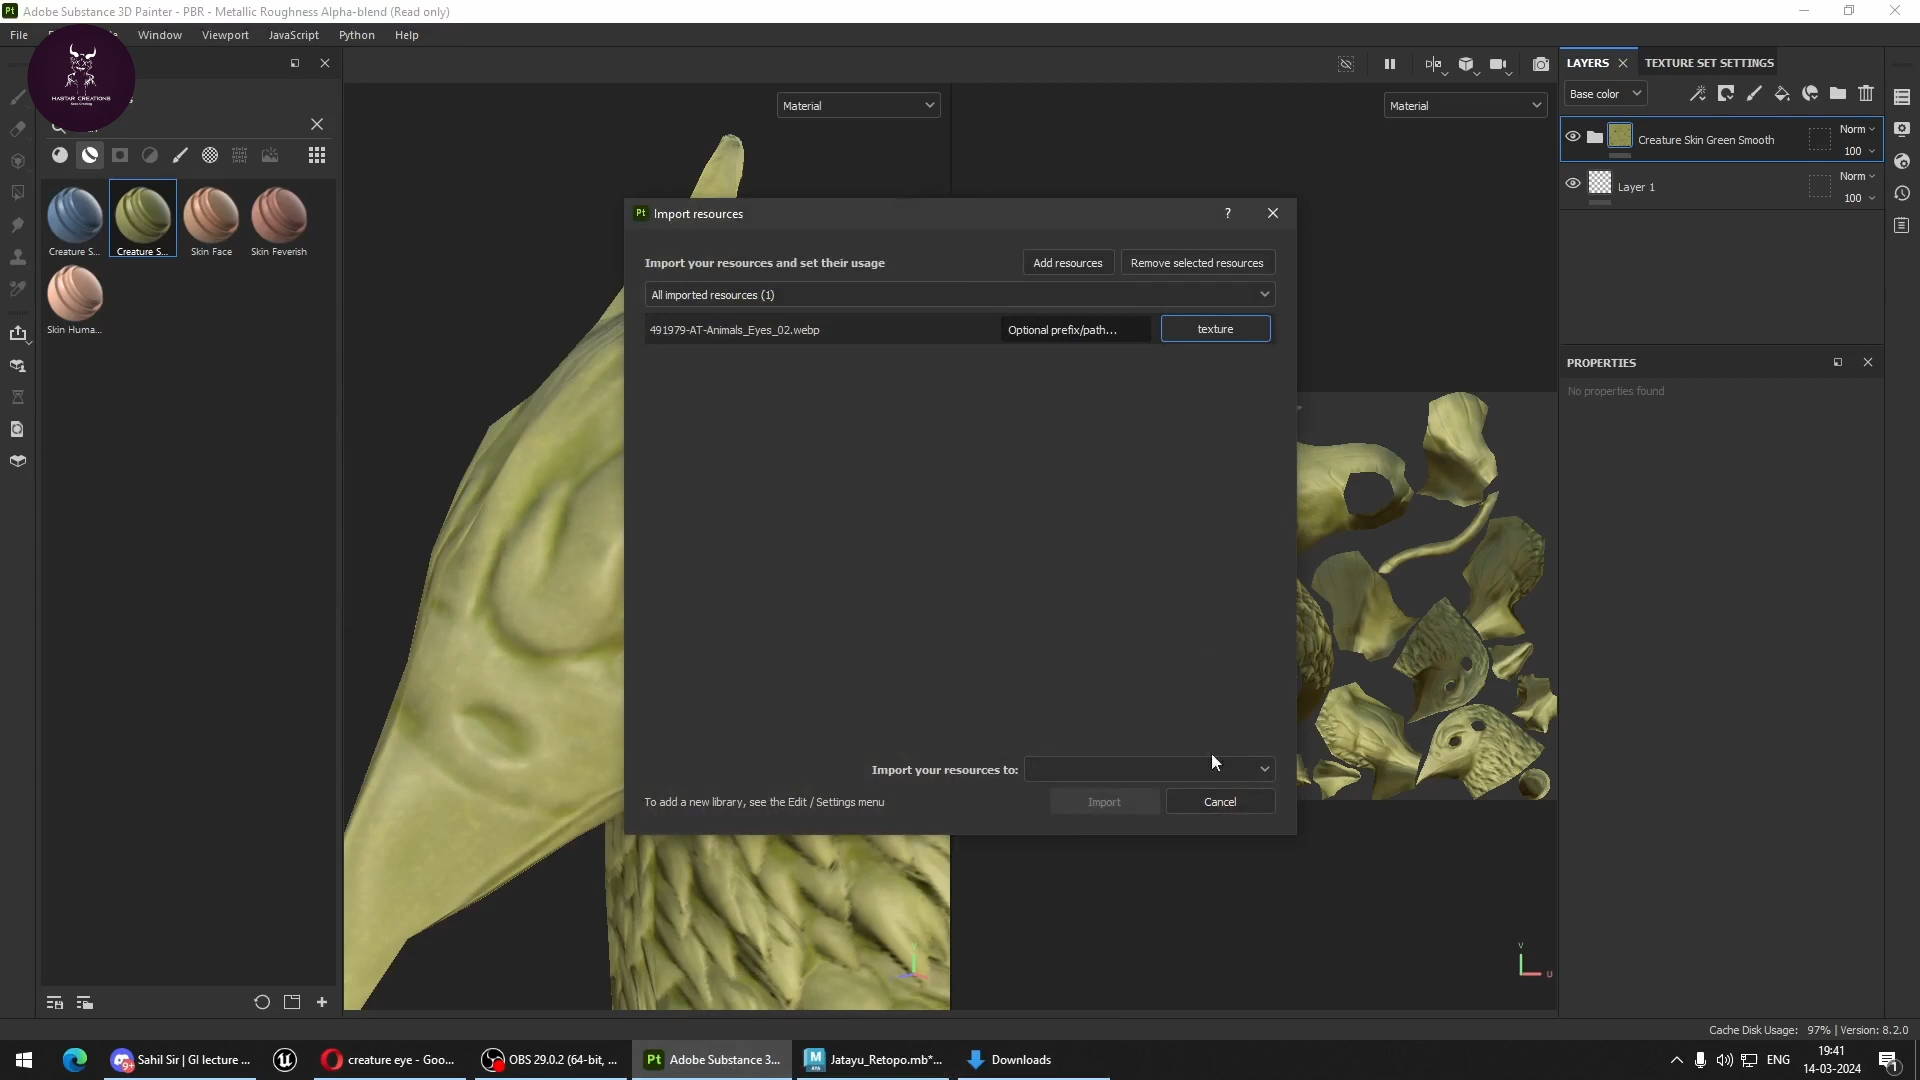 Adobe Substance 3D Painter - PBR - Metallic Roughness Alpha-blend (Read only)
File
Window
Viewport
JavaScript
Python
Help
HASTAR CREATIONS
LAYERS
TEXTURE SET SETTINGS
Material
Material
Base color
Creature Skin Green Smooth
Norm
100
Layer 1
Norm
100
Creature S...
Creature S...
Skin Face
Skin Feverish
Skin Huma...
Pt Import resources
?
Import your resources and set their usage
Add resources
Remove selected resources
All imported resources (1)
491979-AT-Animals_Eyes_02.webp
Optional prefix/path...
texture
PROPERTIES
No properties found
Import your resources to:
To add a new library, see the Edit / Settings menu
Import
Cancel
V
U
Cache Disk Usage: 97% | Version: 8.2.0
Sahil Sir | GI lecture ...
creature eye - Goo...
OBS 29.0.2 (64-bit, ...
Pt Adobe Substance 3...
Jatayu_Retopo.mb*...
Downloads
ENG
19:41
14-03-2024